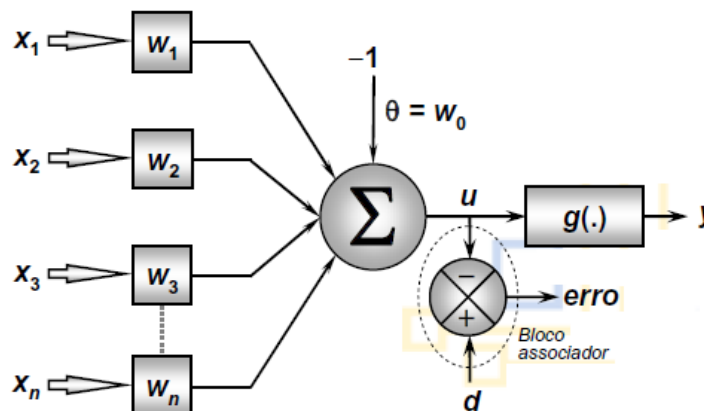 x1
w1
−1
θ = w0
x2
w2
Σ
u
g(.)
y
x3
w3
−
+
erro
Bloco
associador
xn
wn
d